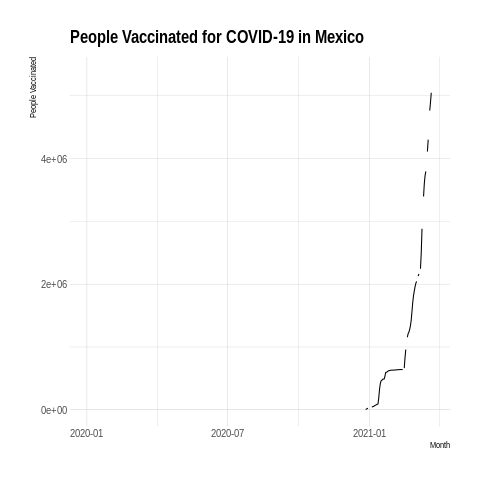 People Vaccinated for COVID-19 in Mexico
People Vaccinated
4e+06
2e+06
0e+00
2020-01
2020-07
2021-01
Month